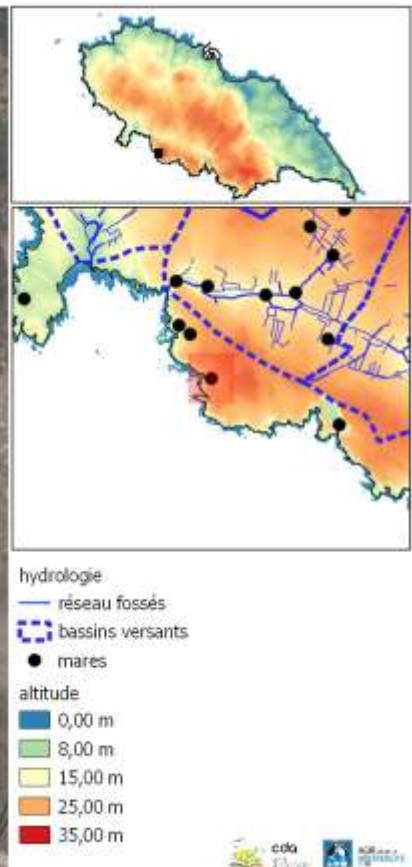 hydrologie
réseau fossés
bassins versants
mares
altitude
0,00 m
8,00 m
15,00 m
25,00 m
35,00 m
cda